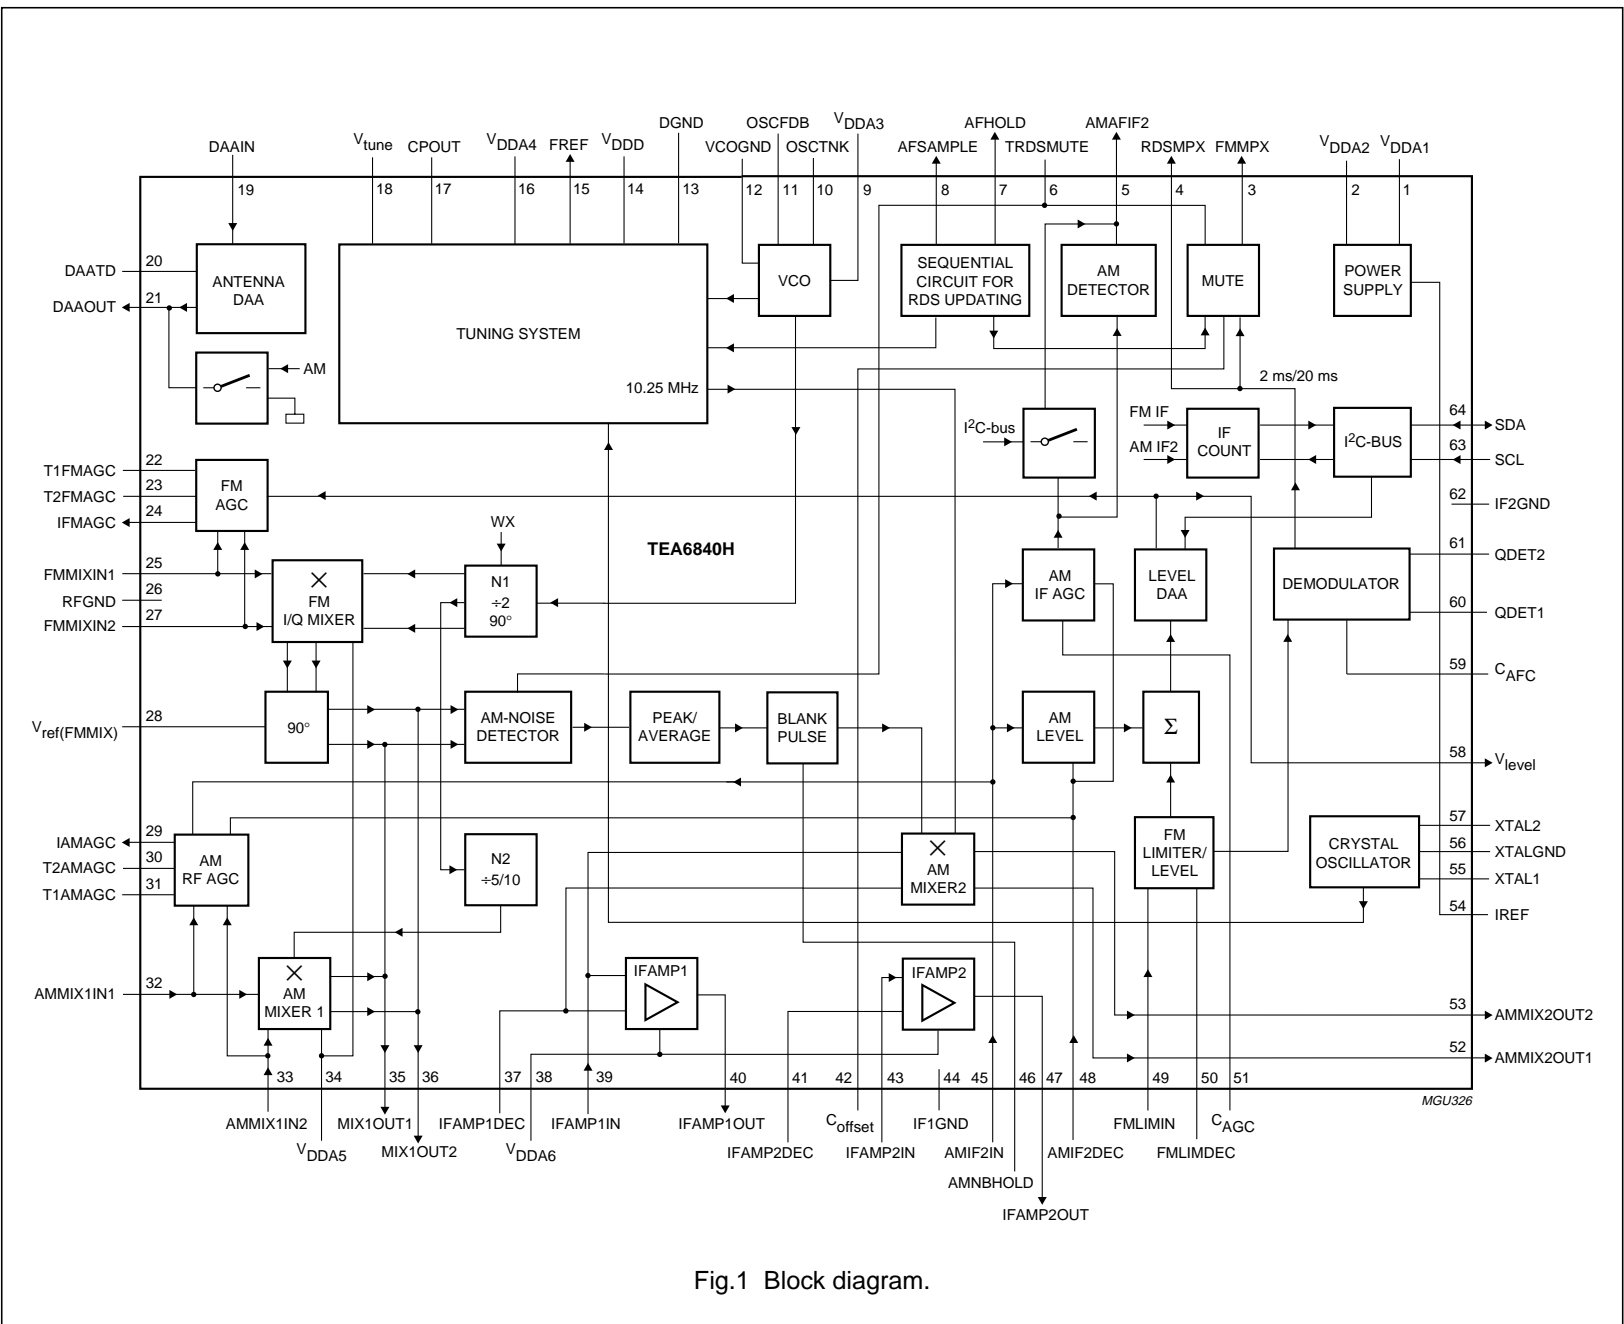 DGND
OSCFDB
VDDA3
AFHOLD
AMAFIF2
DAAIN
Vtune
CPOUT
VDDA4
FREF
VDDD
VCOGND
OSCTNK
AFSAMPLE
TRDSMUTE
RDSMPX
FMMPX
VDDA2
VDDA1
19
18
17
16
15
14
13
12
11
10
9
8
7
6
5
4
3
2
1
DAATD
20
DAAOUT
21
ANTENNA
DAA
TUNING SYSTEM
10.25 MHz
VCO
SEQUENTIAL
CIRCUIT FOR
RDS UPDATING
AM
DETECTOR
MUTE
POWER
SUPPLY
AM
2 ms/20 ms
I2C-bus
FM IF
AM IF2
IF
COUNT
I2C-BUS
64
SDA
63
SCL
62
IF2GND
61
QDET2
60
QDET1
59
CAFC
T1FMAGC
22
T2FMAGC
23
IFMAGC
24
FM
AGC
WX
TEA6840H
FMMIXIN1
25
RFGND
26
FMMIXIN2
27
FM
I/Q MIXER
N1
÷2
90°
AM
IF AGC
LEVEL
DAA
DEMODULATOR
Vref(FMMIX)
28
90°
AM-NOISE
DETECTOR
PEAK/
AVERAGE
BLANK
PULSE
AM
LEVEL
Σ
58
Vlevel
IAMAGC
29
T2AMAGC
30
T1AMAGC
31
AM
RF AGC
N2
÷5/10
AM
MIXER2
FM
LIMITER/
LEVEL
CRYSTAL
OSCILLATOR
57
XTAL2
56
XTALGND
55
XTAL1
54
IREF
AMMIX1IN1
32
AM
MIXER 1
IFAMP1
IFAMP2
53
AMMIX2OUT2
52
AMMIX2OUT1
33
34
35
36
37
38
39
40
41
42
43
44
45
46
47
48
49
50
51
MGU326
AMMIX1IN2
VDDA5
MIX1OUT1
MIX1OUT2
IFAMP1DEC
VDDA6
IFAMP1IN
IFAMP1OUT
IFAMP2DEC
Coffset
IFAMP2IN
IF1GND
AMIF2IN
AMNBHOLD
IFAMP2OUT
AMIF2DEC
FMLIMIN
FMLIMDEC
CAGC
Fig.1 Block diagram.